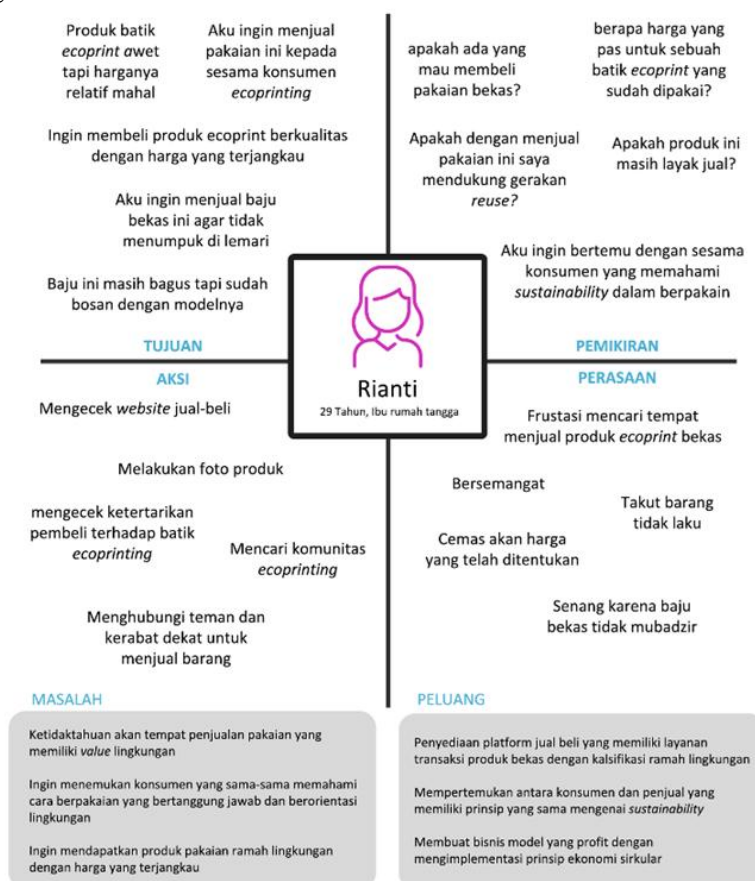 Produk batik
ecoprint awet
tapi harganya
relatif mahal
Aku ingin menjual
pakaian ini kepada
sesama konsumen
ecoprinting
Ingin membeli produk ecoprint berkualitas
dengan harga yang terjangkau
Aku ingin menjual baju
bekas ini agar tidak
menumpuk di lemari
Baju ini masih bagus tapi sudah
bosan dengan modelnya
TUJUAN
apakah ada yang
mau membeli
pakaian bekas?
berapa harga yang
pas untuk sebuah
batik ecoprint yang
sudah dipakai?
Apakah dengan menjual
pakaian ini saya
mendukung gerakan
reuse?
Apakah produk ini
masih layak jual?
Aku ingin bertemu dengan sesama
konsumen yang memahami
sustainability dalam berpakain
PEMIKIRAN
Rianti
29 Tahun, Ibu rumah tangga
AKSI
Mengecek website jual-beli
Melakukan foto produk
mengecek ketertarikan
pembeli terhadap batik
ecoprinting
Mencari komunitas
ecoprinting
Menghubungi teman dan
kerabat dekat untuk
menjual barang
PERASAAN
Frustasi mencari tempat
menjual produk ecoprint bekas
Bersemangat
Takut barang
tidak laku
Cemas akan harga
yang telah ditentukan
Senang karena baju
bekas tidak mubadzir
MASALAH
Ketidaktahuan akan tempat penjualan pakaian yang
memiliki value lingkungan
Ingin menemukan konsumen yang sama-sama memahami
cara berpakaian yang bertanggung jawab dan berorientasi
lingkungan
Ingin mendapatkan produk pakaian ramah lingkungan
dengan harga yang terjangkau
PELUANG
Penyediaan platform jual beli yang memiliki layanan
transaksi produk bekas dengan kalsifikasi ramah lingkungan
Mempertemukan antara konsumen dan penjual yang
memiliki prinsip yang sama mengenai sustainability
Membuat bisnis model yang profit dengan
mengimplementasi prinsip ekonomi sirkular